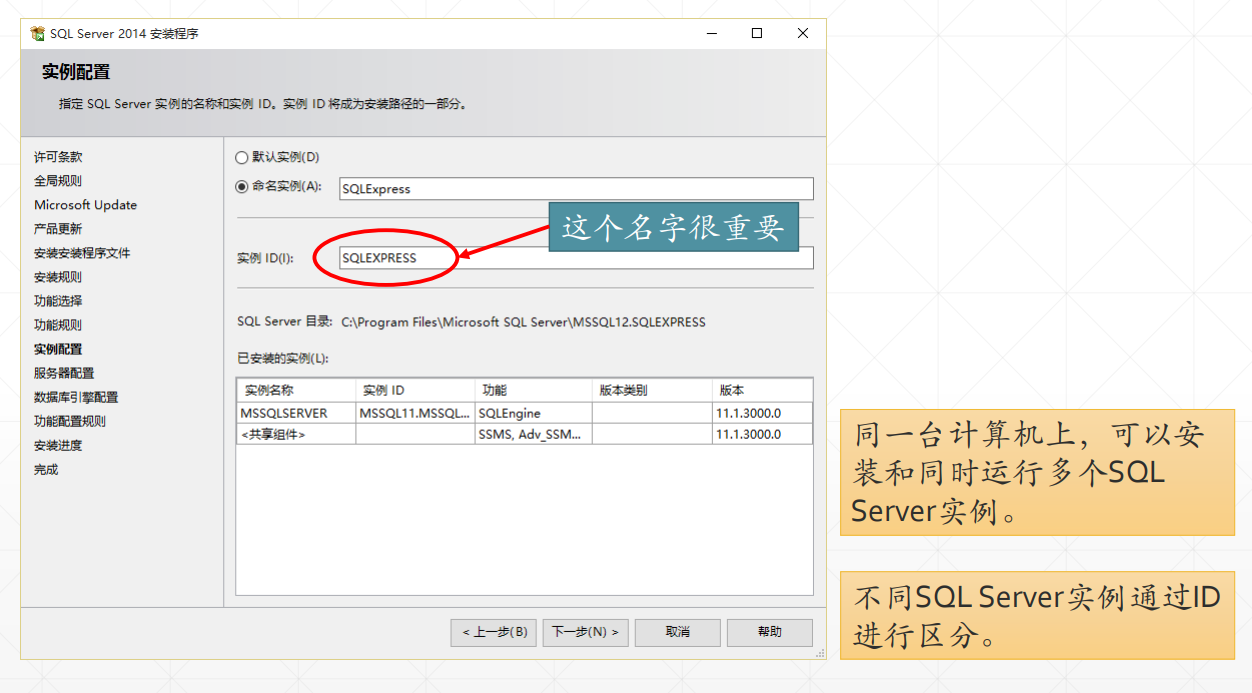 SQL Server 2014 安装程序
实例配置
指定 SQL Server 实例的名称和实例 ID。实例 ID 将成为安装路径的一部分。
许可条款
全局规则
Microsoft Update
产品更新
安装安装程序文件
安装规则
功能选择
功能规则
实例配置
服务器配置
数据库引擎配置
功能配置规则
安装进度
完成
默认实例(D)
命名实例(A): SQLExpress
这个名字很重要
实例 ID(I): SQLEXPRESS
SQL Server 目录: C:\Program Files\Microsoft SQL Server\MSSQL12.SQLEXPRESS
已安装的实例(L):
实例名称 实例 ID 功能 版本类别 版本
MSSQLSERVER MSSQL11.MSSQL... SQLEngine 11.1.3000.0
<共享组件> SSMS, Adv_SSM... 11.1.3000.0
< 上一步(B) 下一步(N) > 取消 帮助
同一台计算机上，可以安
装和同时运行多个SQL
Server实例。
不同SQL Server实例通过ID
进行区分。